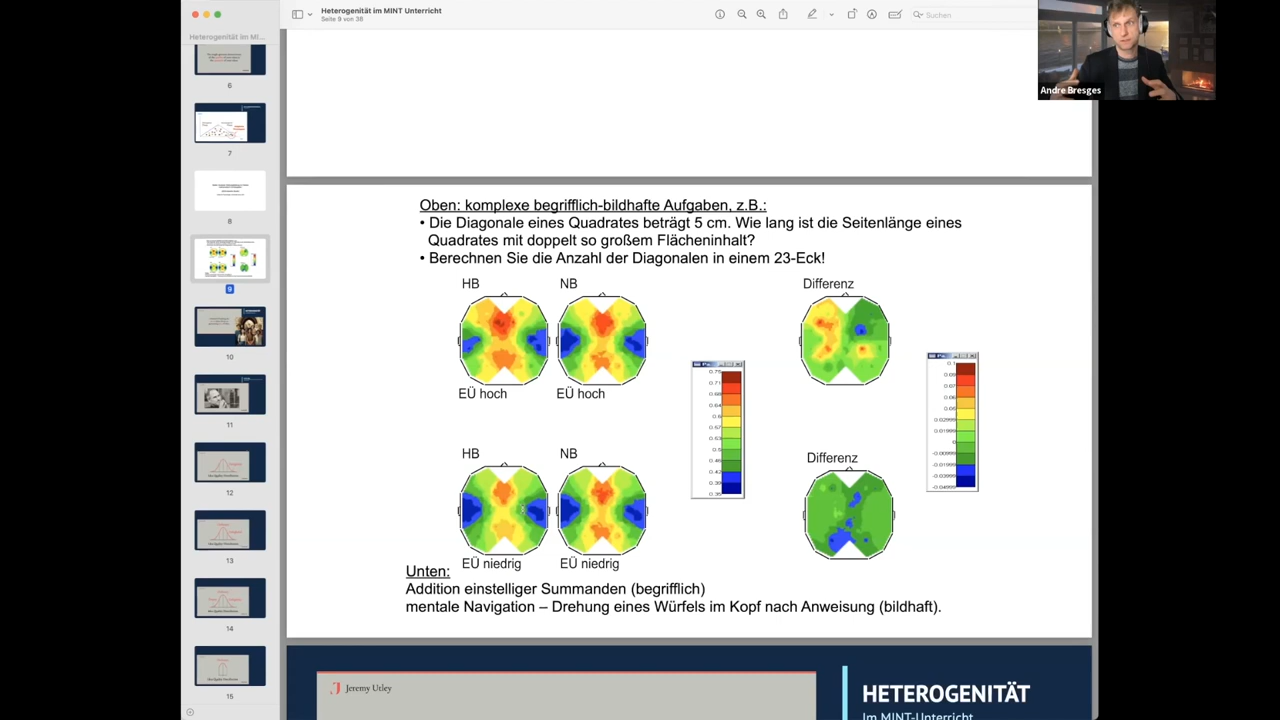 Heterogenität im MINT Unterricht
Seite 9 von 38
Suchen
Heterogenität im MI...
6
7
8
9
10
11
12
13
14
15
Andre Bresges
Oben: komplexe begrifflich-bildhafte Aufgaben, z.B.:
• Die Diagonale eines Quadrates beträgt 5 cm. Wie lang ist die Seitenlänge eines
Quadrates mit doppelt so großem Flächeninhalt?
• Berechnen Sie die Anzahl der Diagonalen in einem 23-Eck!
HB NB Differenz
EÜ hoch EÜ hoch
HB NB Differenz
EÜ niedrig EÜ niedrig
Unten:
Addition einstelliger Summanden (begrifflich)
mentale Navigation – Drehung eines Würfels im Kopf nach Anweisung (bildhaft).
Jeremy Utley
HETEROGENITÄT
Im MINT-Unterricht